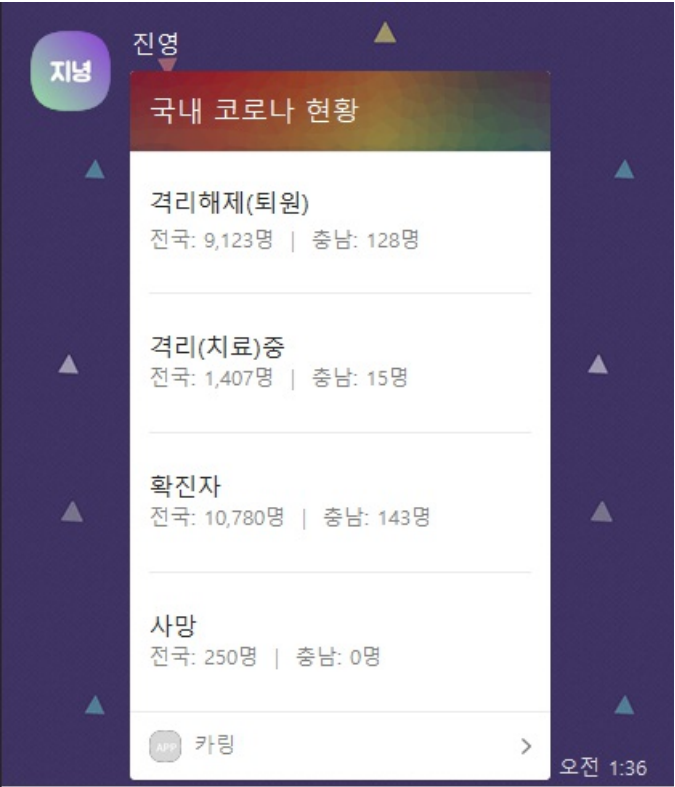 지녕
진영
국내 코로나 현황
격리해제(퇴원)
전국: 9,123명 | 충남: 128명
격리(치료)중
전국: 1,407명 | 충남: 15명
확진자
전국: 10,780명 | 충남: 143명
사망
전국: 250명 | 충남: 0명
APP 카링
오전 1:36